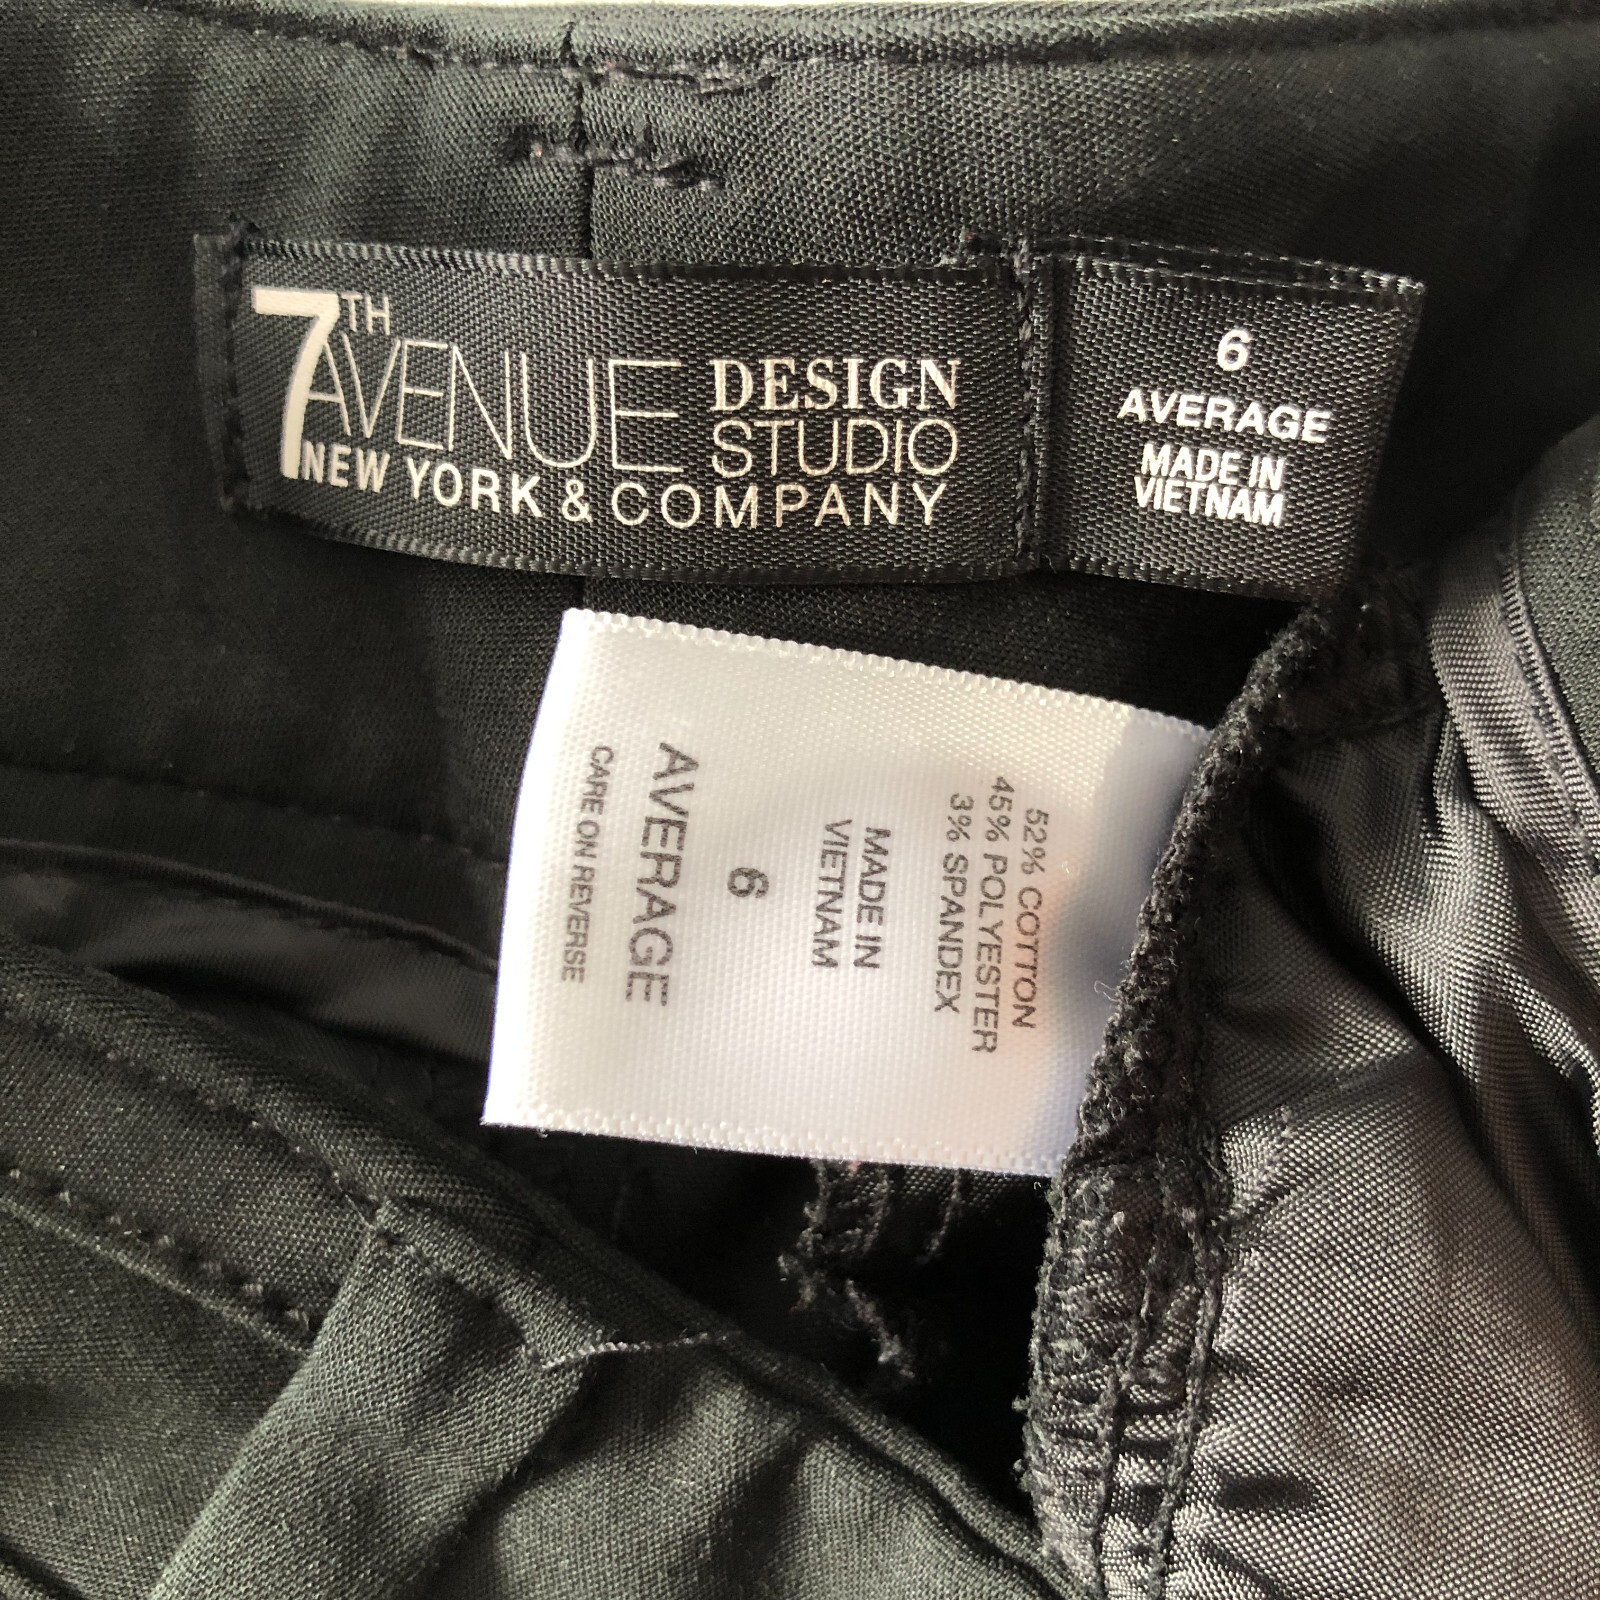 7TH
AVENUE DESIGN
STUDIO
NEW YORK & COMPANY
6
AVERAGE
MADE IN
VIETNAM
52% COTTON
45% POLYESTER
3% SPANDEX
MADE IN
VIETNAM
6
AVERAGE
CARE ON REVERSE